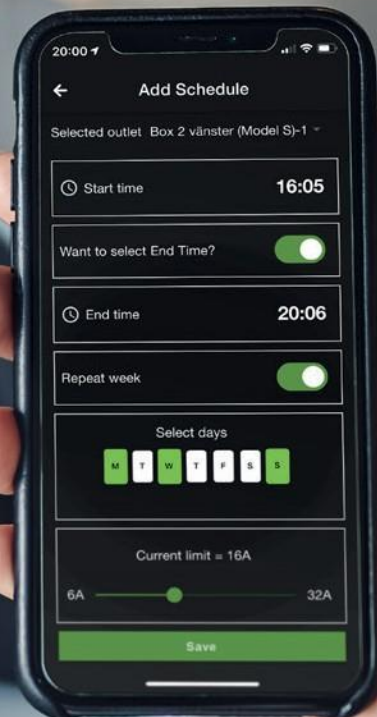 20:00
Add Schedule
Selected outlet Box 2 vänster (Model S)-1
Start time 16:05
Want to select End Time?
End time 20:06
Repeat week
Select days
M T W T F S S
Current limit = 16A
6A 32A
Save